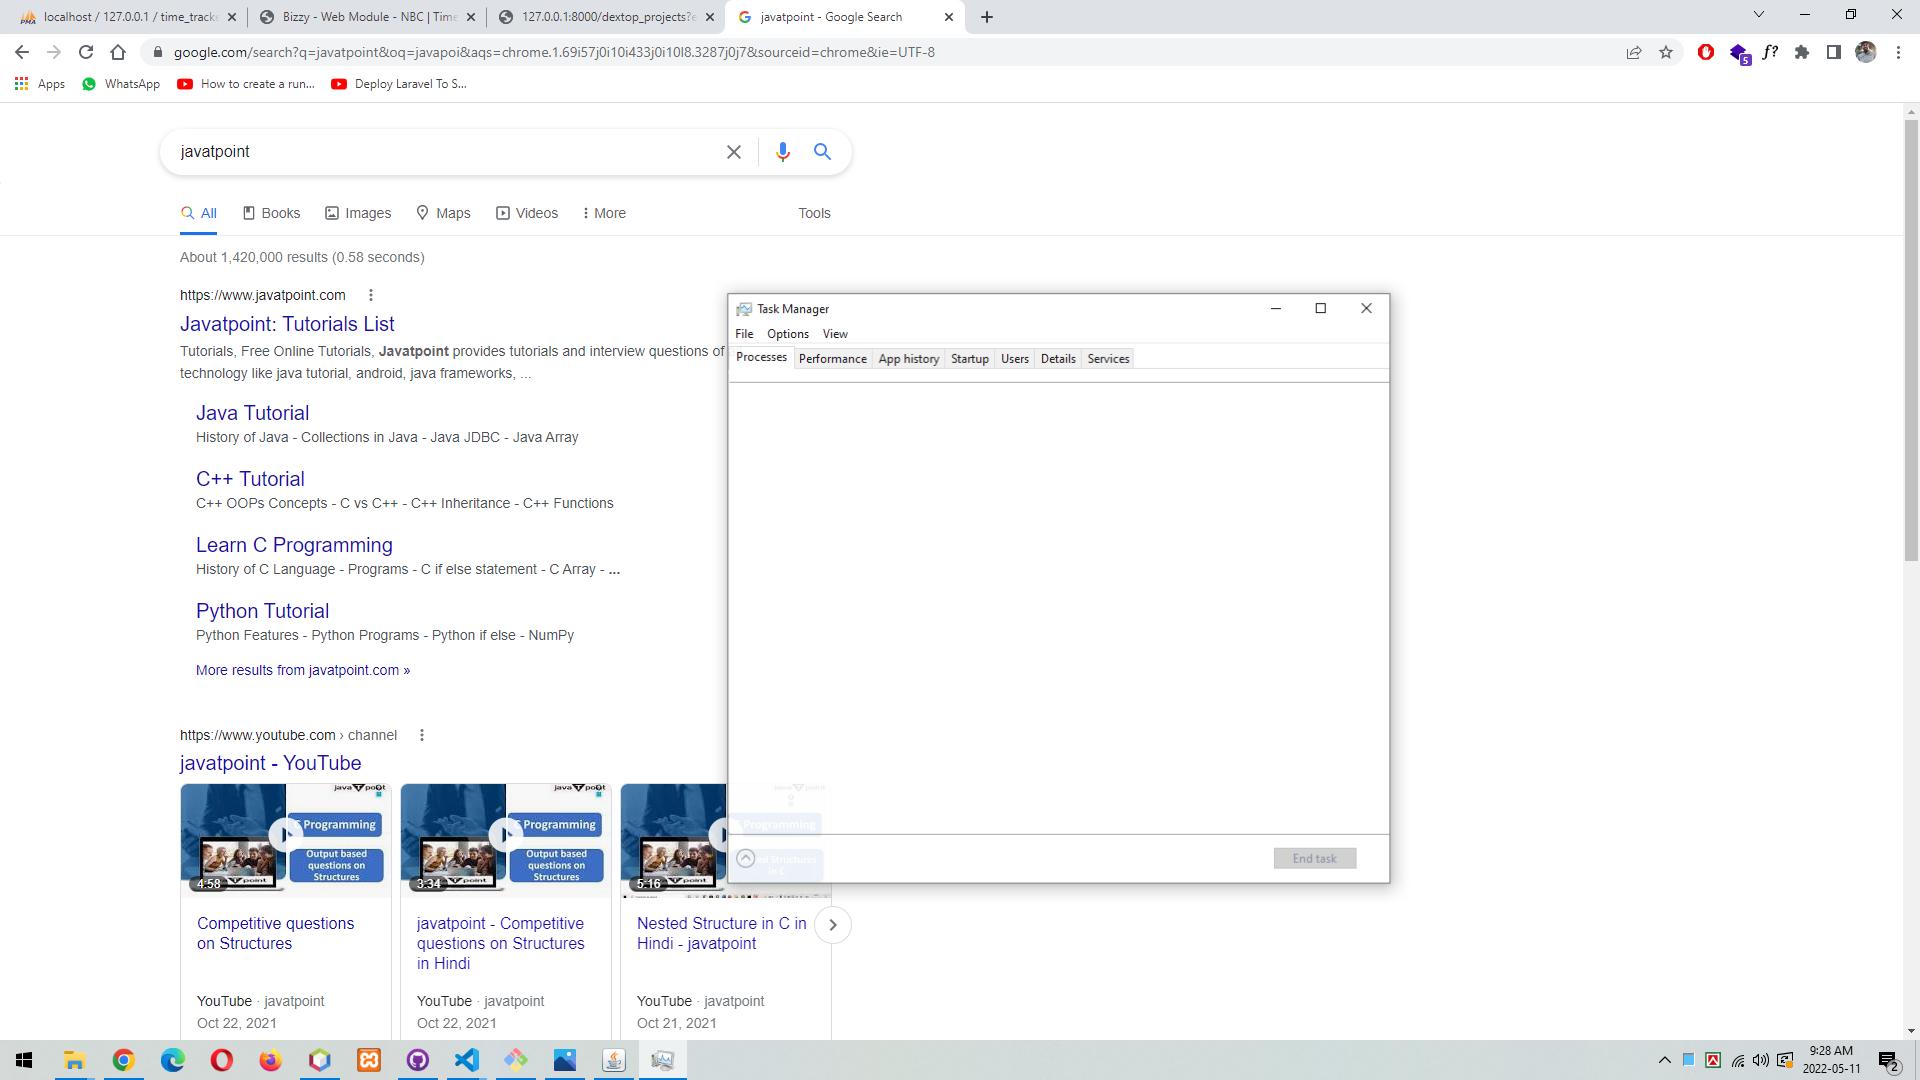 localhost / 127.0.0.1 / time_tracke
Bizzy - Web Module - NBC | Time
127.0.0.1:8000/dextop_projects?e
javatpoint - Google Search
google.com/search?q=javatpoint&oq=javapoi&aqs=chrome.1.69i57j0i10i433j0i10l8.3287j0j7&sourceid=chrome&ie=UTF-8
5
f?
Apps
WhatsApp
How to create a run...
Deploy Laravel To S...
javatpoint
All
Books
Images
Maps
Videos
More
Tools
About 1,420,000 results (0.58 seconds)
https://www.javatpoint.com
Javatpoint: Tutorials List
Tutorials, Free Online Tutorials, Javatpoint provides tutorials and interview questions of
technology like java tutorial, android, java frameworks, ...
Java Tutorial
History of Java - Collections in Java - Java JDBC - Java Array
C++ Tutorial
C++ OOPs Concepts - C vs C++ - C++ Inheritance - C++ Functions
Learn C Programming
History of C Language - Programs - C if else statement - C Array - ...
Python Tutorial
Python Features - Python Programs - Python if else - NumPy
More results from javatpoint.com »
https://www.youtube.com › channel
javatpoint - YouTube
C Programming
Output based
questions on
Structures
4:58
C Programming
Output based
questions on
Structures
3:34
Programming
ed Structures
in C
5:16
Competitive questions
on Structures
YouTube · javatpoint
Oct 22, 2021
javatpoint - Competitive
questions on Structures
in Hindi
YouTube · javatpoint
Oct 22, 2021
Nested Structure in C in
Hindi - javatpoint
YouTube · javatpoint
Oct 21, 2021
Task Manager
File
Options
View
Processes
Performance
App history
Startup
Users
Details
Services
End task
9:28 AM
2022-05-11
2